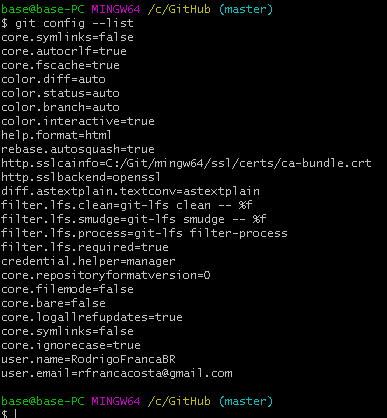 base@base-PC MINGW64 /c/GitHub (master)
$ git config --list
core.symlinks=false
core.autocrlf=true
core.fscache=true
color.diff=auto
color.status=auto
color.branch=auto
color.interactive=true
help.format=html
rebase.autosquash=true
http.sslcainfo=C:/Git/mingw64/ssl/certs/ca-bundle.crt
http.sslbackend=openssl
diff.astextplain.textconv=astextplain
filter.lfs.clean=git-lfs clean -- %f
filter.lfs.smudge=git-lfs smudge -- %f
filter.lfs.process=git-lfs filter-process
filter.lfs.required=true
credential.helper=manager
core.repositoryformatversion=0
core.filemode=false
core.bare=false
core.logallrefupdates=true
core.symlinks=false
core.ignorecase=true
user.name=RodrigoFrancaBR
user.email=rfrancacosta@gmail.com
base@base-PC MINGW64 /c/GitHub (master)
$